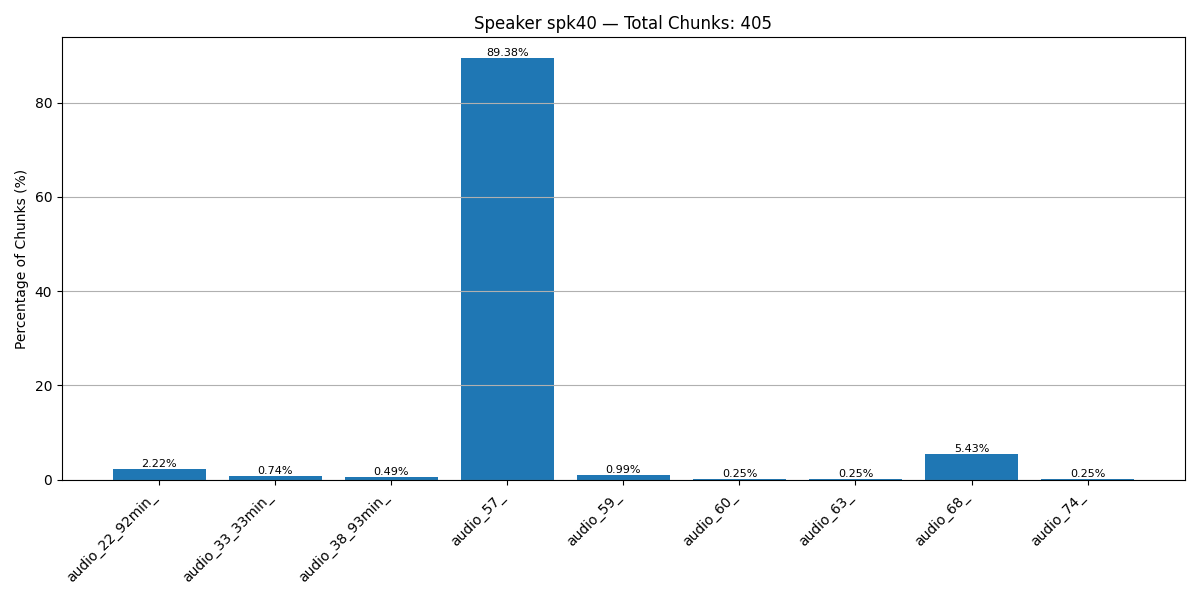 Speaker spk40 — Total Chunks: 405
Percentage of Chunks (%)
80
60
40
20
0
2.22%
0.74%
0.49%
89.38%
0.99%
0.25%
0.25%
5.43%
0.25%
audio_22_92min_
audio_33_33min_
audio_38_93min_
audio_57_
audio_59_
audio_60_
audio_63_
audio_68_
audio_74_